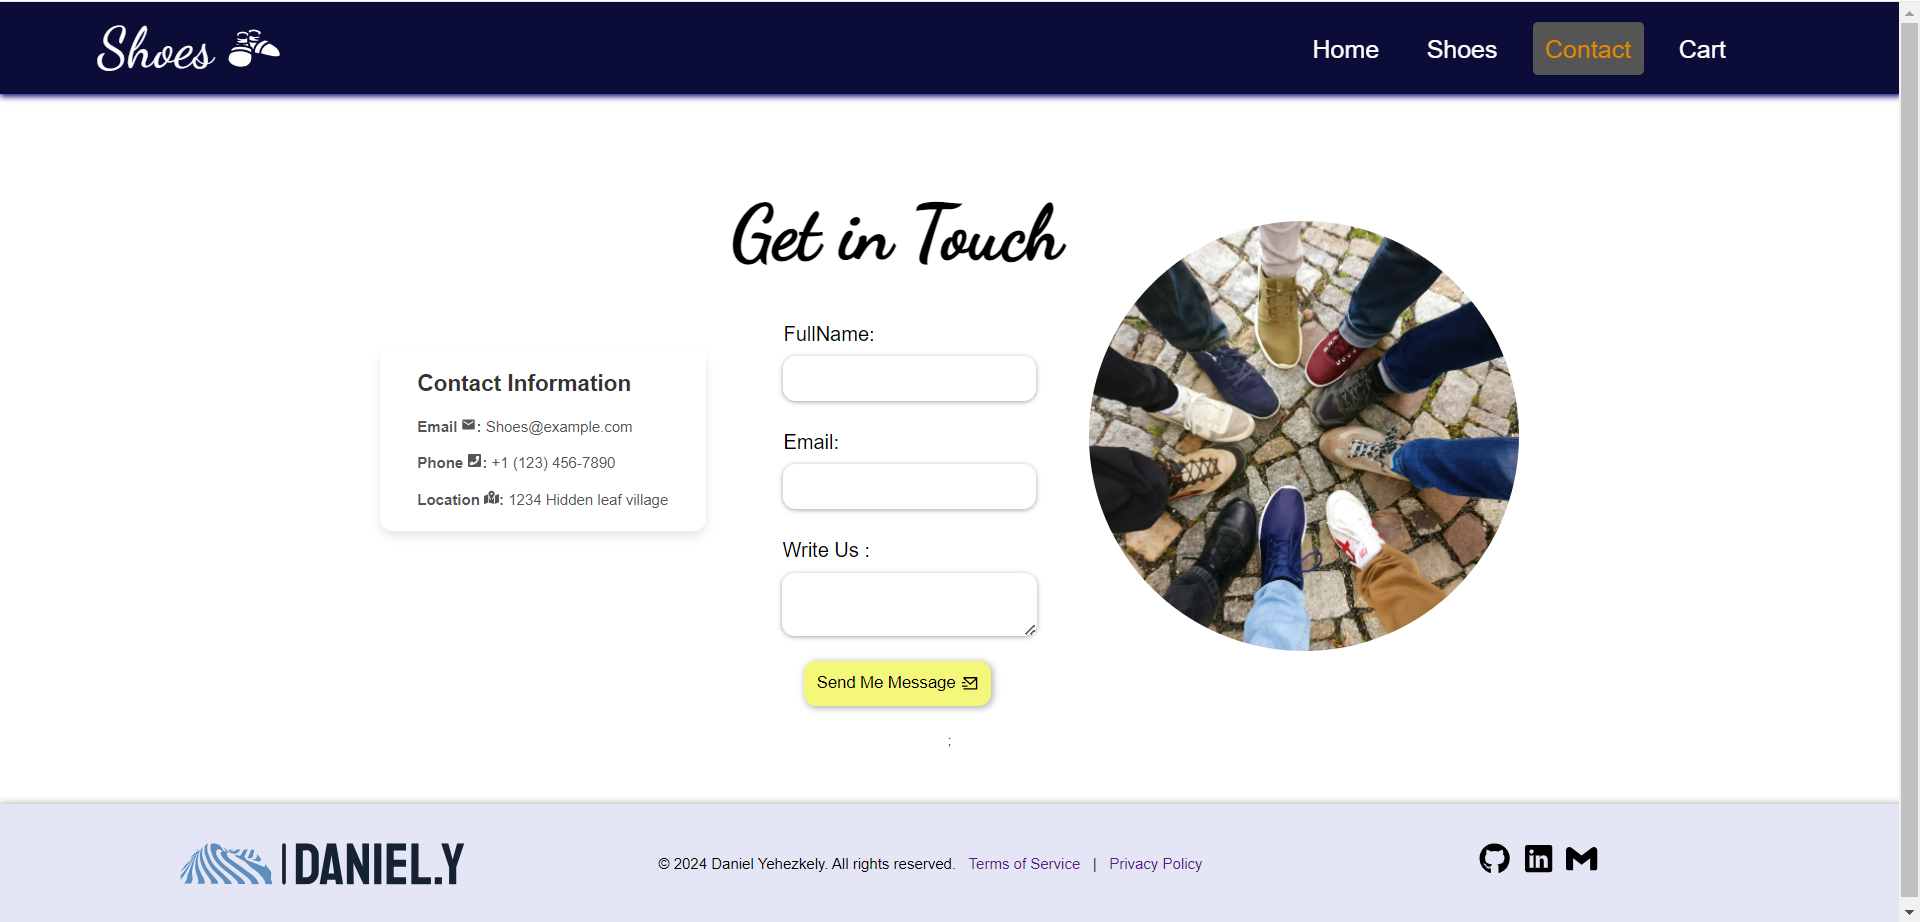 Shoes
Home Shoes Contact Cart
Get in Touch
Contact Information
Email : Shoes@example.com
Phone : +1 (123) 456-7890
Location : 1234 Hidden leaf village
FullName:
Email:
Write Us :
Send Me Message
;
| DANIEL.Y
© 2024 Daniel Yehezkely. All rights reserved. Terms of Service | Privacy Policy
in